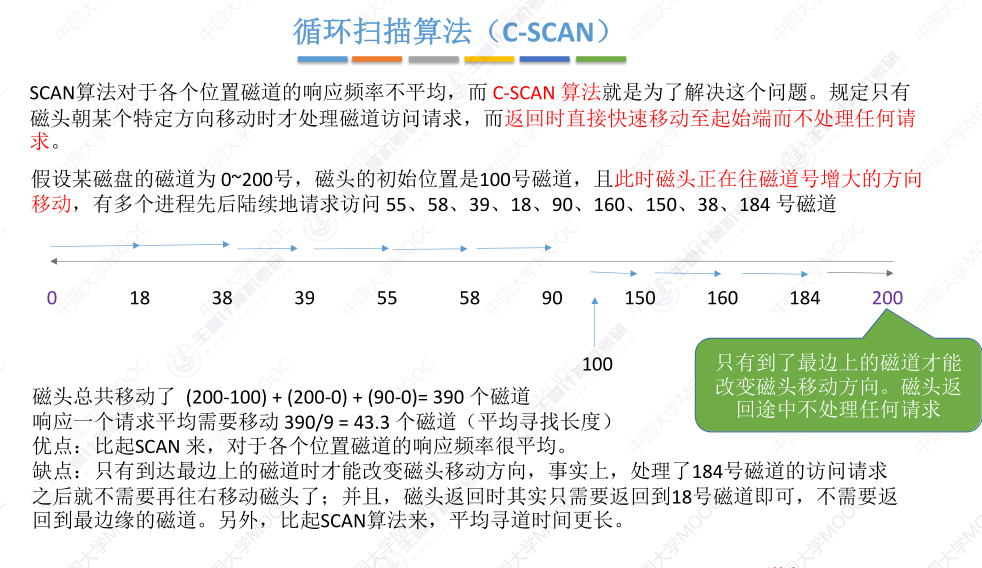 循环扫描算法（C-SCAN）
SCAN算法对于各个位置磁道的响应频率不平均，而 C-SCAN 算法就是为了解决这个问题。规定只有
磁头朝某个特定方向移动时才处理磁道访问请求，而返回时直接快速移动至起始端而不处理任何请
求。
假设某磁盘的磁道为 0~200号，磁头的初始位置是100号磁道，且此时磁头正在往磁道号增大的方向
移动，有多个进程先后陆续地请求访问 55、58、39、18、90、160、150、38、184 号磁道
0 18 38 39 55 58 90 150 160 184 200
100
只有到了最边上的磁道才能
改变磁头移动方向。磁头返
回途中不处理任何请求
磁头总共移动了 (200-100) + (200-0) + (90-0)= 390 个磁道
响应一个请求平均需要移动 390/9 = 43.3 个磁道（平均寻找长度）
优点：比起SCAN 来，对于各个位置磁道的响应频率很平均。
缺点：只有到达最边上的磁道时才能改变磁头移动方向，事实上，处理了184号磁道的访问请求
之后就不需要再往右移动磁头了；并且，磁头返回时其实只需要返回到18号磁道即可，不需要返
回到最边缘的磁道。另外，比起SCAN算法来，平均寻道时间更长。